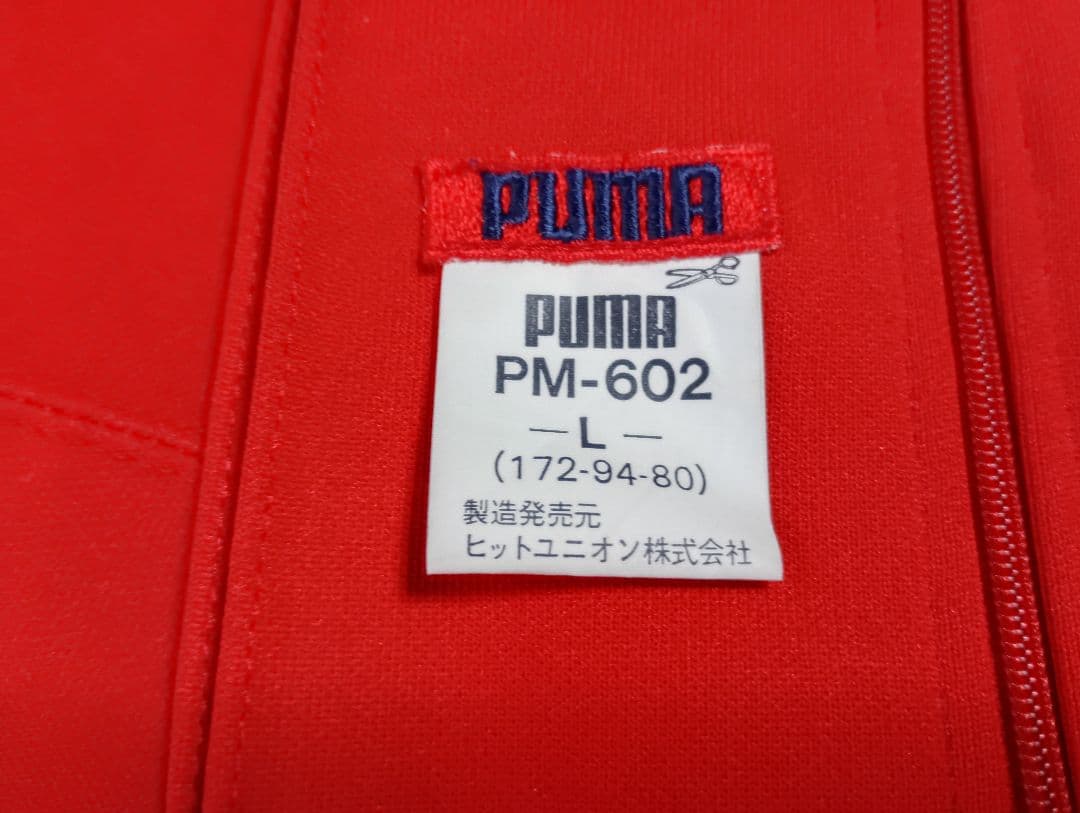 PUMA
PUMA
PM-602
— L —
(172-94-80)
製造発売元
ヒットユニオン株式会社